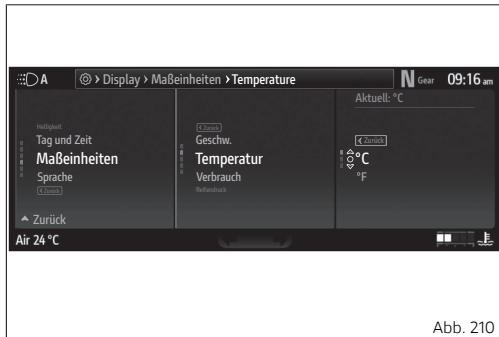 A
> Display > Maßeinheiten > Temperature
N Gear
09:16 am
Helligkeit
Tag und Zeit
Maßeinheiten
Sprache
Zurück
Zurück
Zurück
Geschw.
Temperatur
Verbrauch
Reifendruck
Aktuell: °C
Zurück
°C
°F
Air 24 °C
Abb. 210